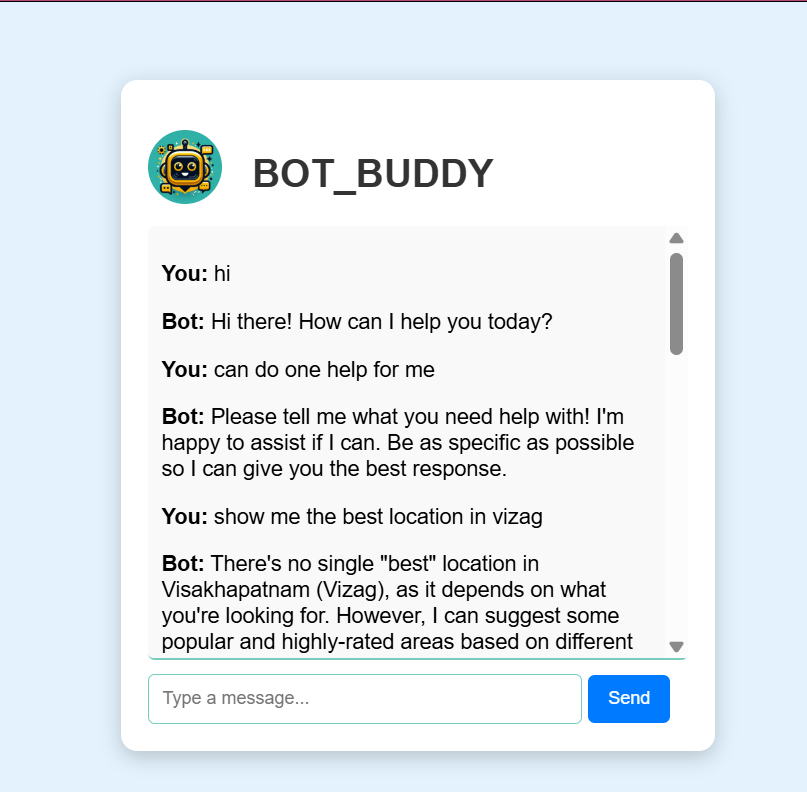 BOT_BUDDY
You: hi
Bot: Hi there! How can I help you today?
You: can do one help for me
Bot: Please tell me what you need help with! I'm
happy to assist if I can. Be as specific as possible
so I can give you the best response.
You: show me the best location in vizag
Bot: There's no single "best" location in
Visakhapatnam (Vizag), as it depends on what
you're looking for. However, I can suggest some
popular and highly-rated areas based on different
Type a message...
Send